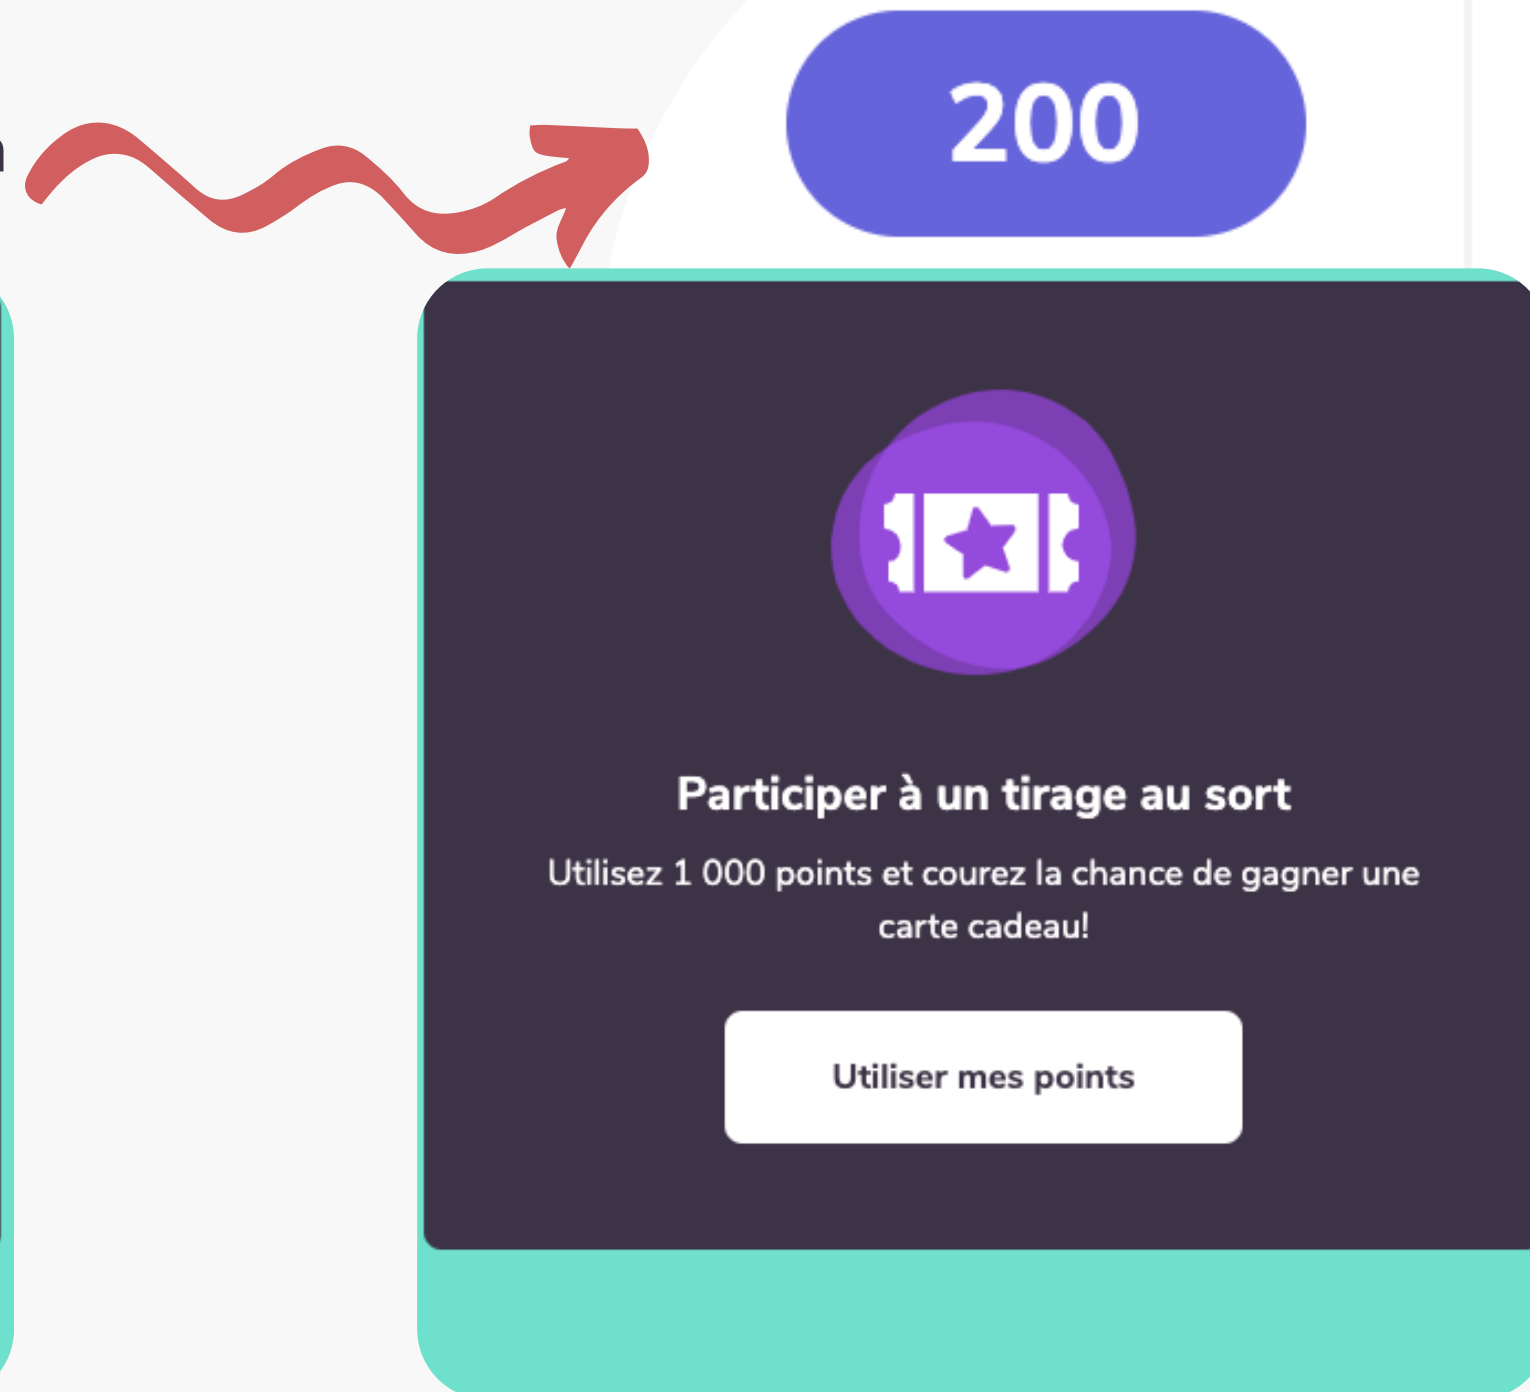 200
Participer à un tirage au sort
Utilisez 1 000 points et courez la chance de gagner une
carte cadeau!
Utiliser mes points